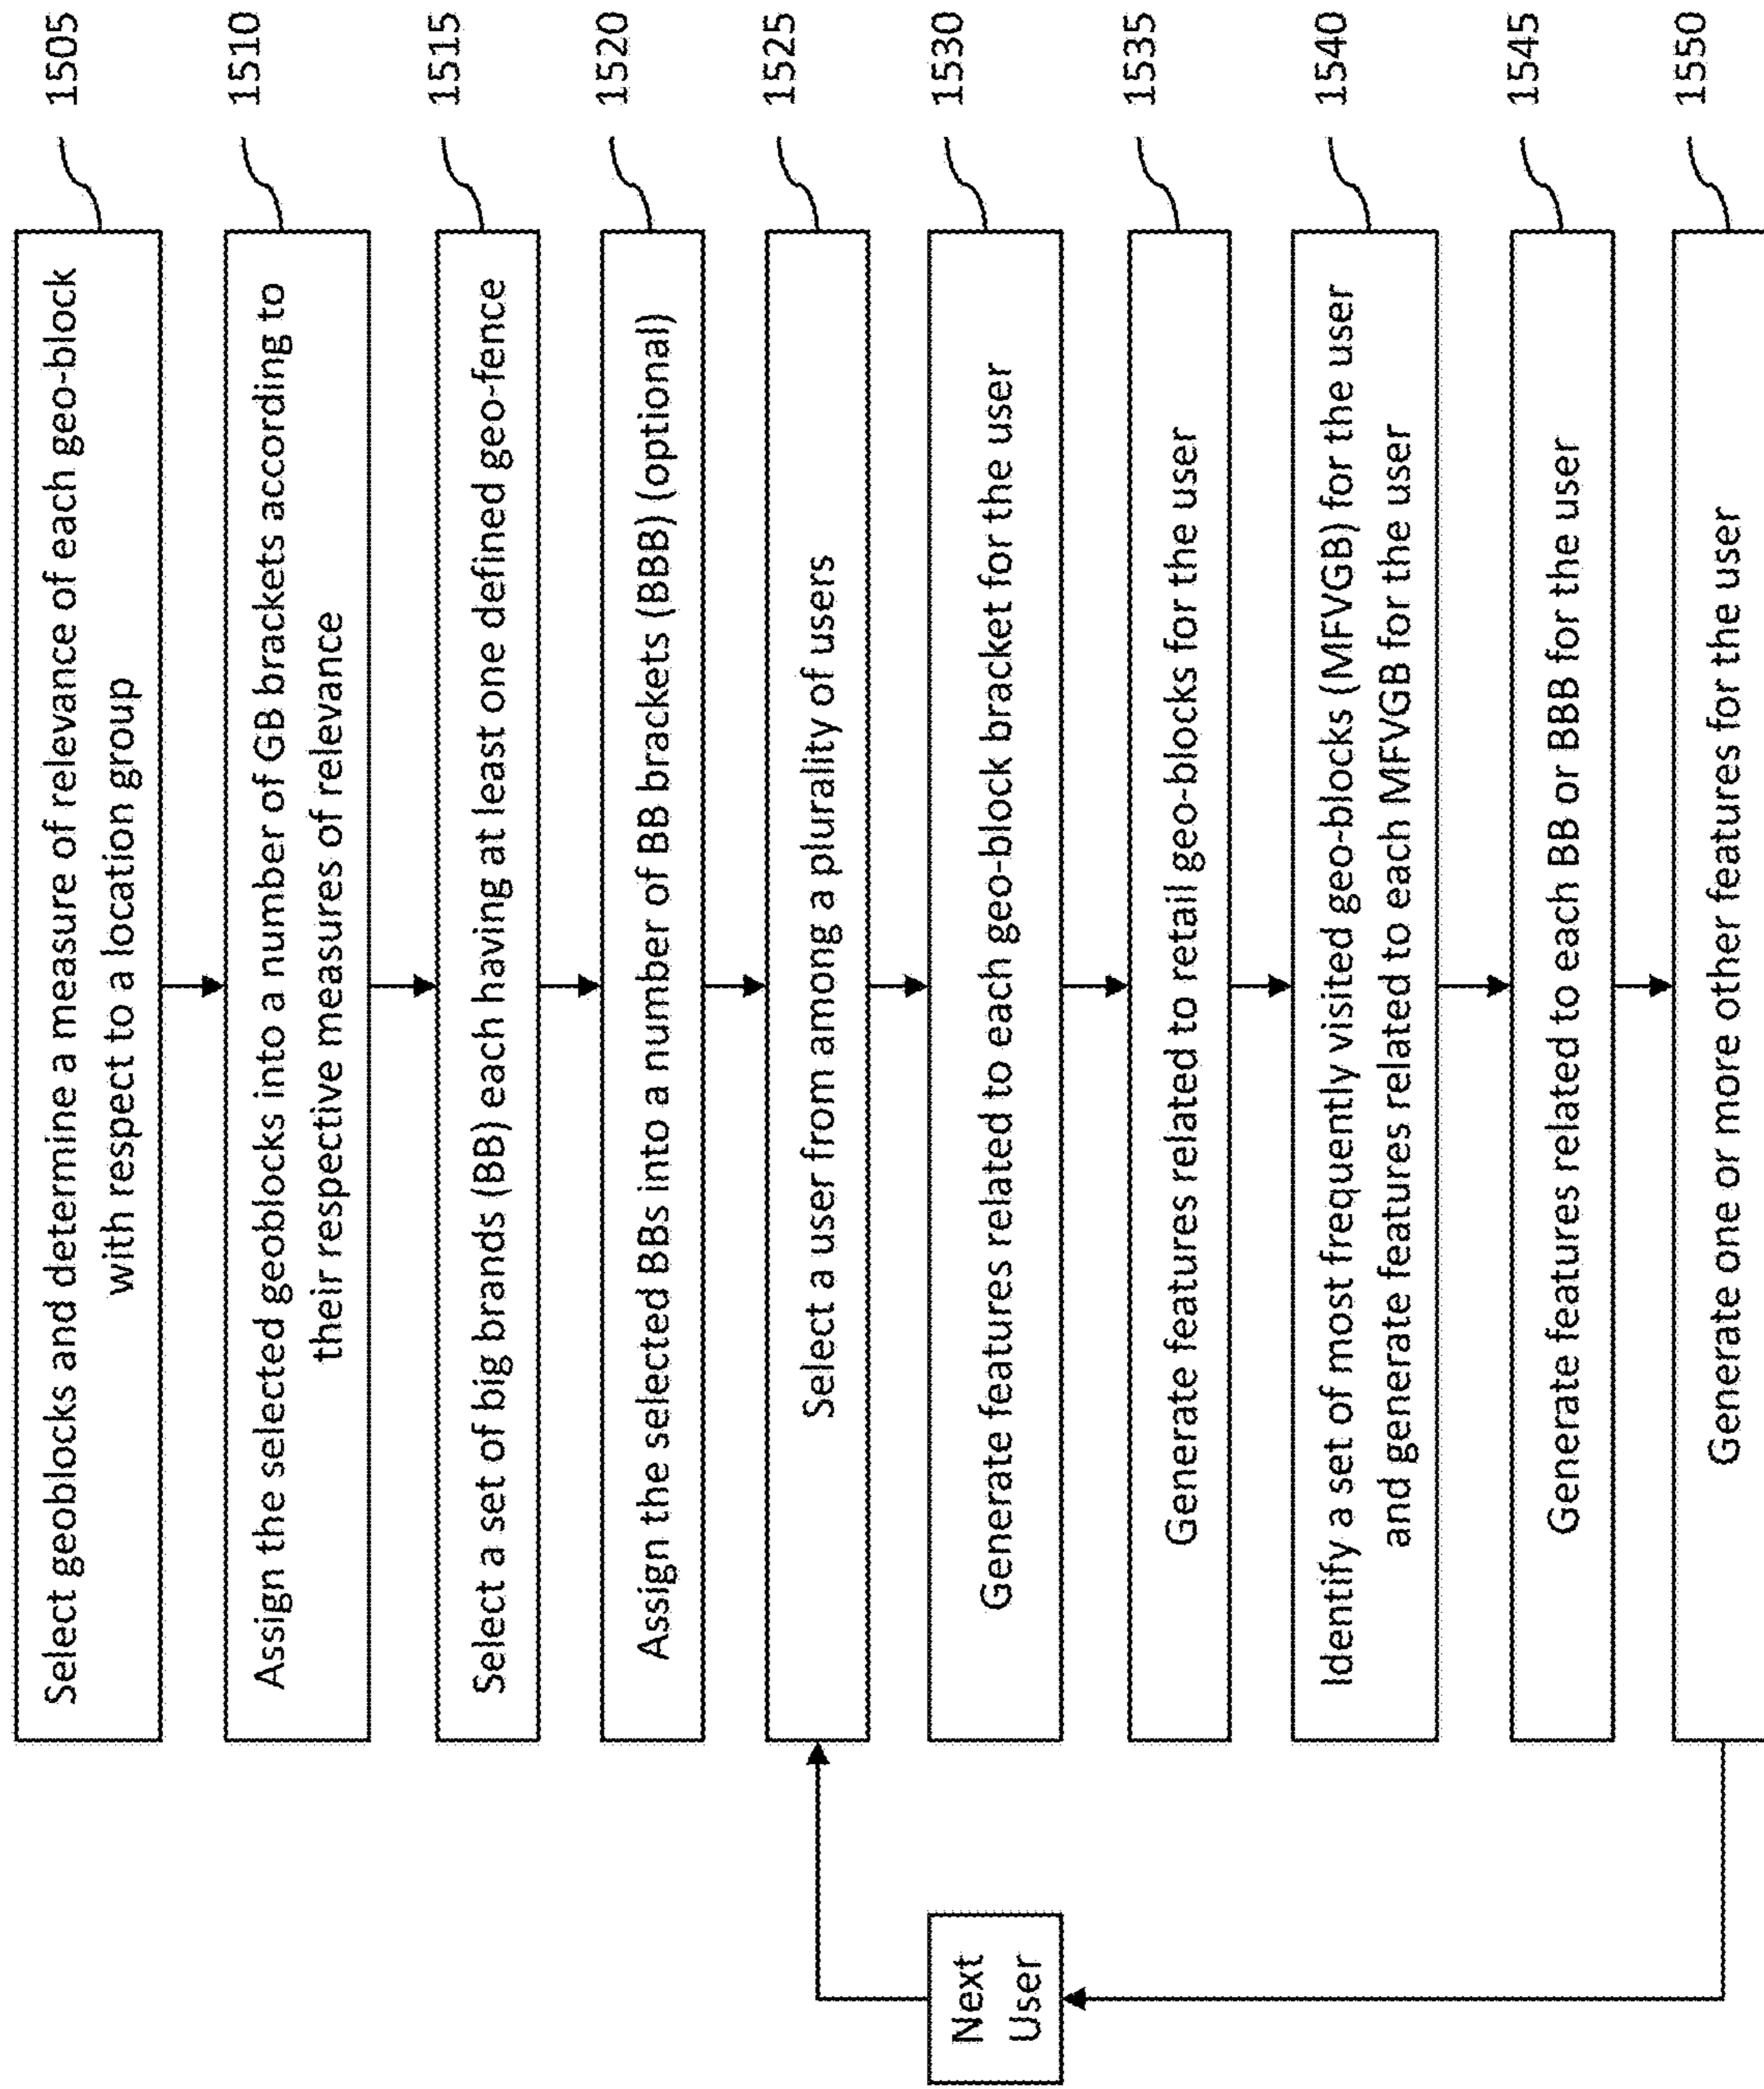 Select geoblocks and determine a measure of relevance of each geo-block
with respect to a location group
1505
Assign the selected geoblocks into a number of GB brackets according to
their respective measures of relevance
1510
Select a set of big brands (BB) each having at least one defined geo-fence
1515
Assign the selected BBs into a number of BB brackets (BBB) (optional)
1520
Select a user from among a plurality of users
1525
Generate features related to each geo-block bracket for the user
1530
Generate features related to retail geo-blocks for the user
1535
Identify a set of most frequently visited geo-blocks (MFVGB) for the user
and generate features related to each MFVGB for the user
1540
Generate features related to each BB or BBB for the user
1545
Generate one or more other features for the user
1550
Next
User